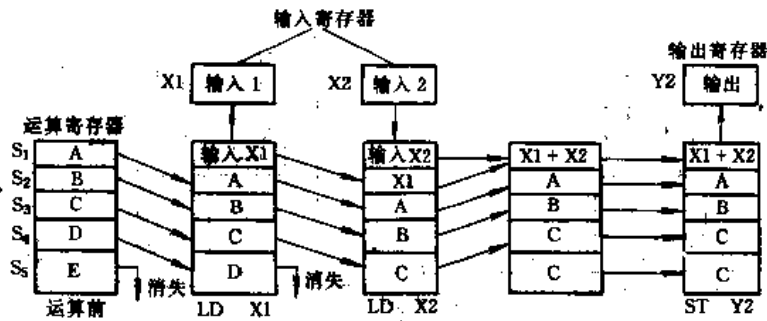 输入寄存器
输出寄存器
X1 输入1 X2 输入2 Y2 输出
运算寄存器
S₁ A 输入X1 输入X2 X1+X2 X1+X2
S₂ B A X1 A A
S₃ C B A B B
S₄ D C B C C
S₅ E D C C C
消失 消失
运算前 LD X1 LD X2 ST Y2